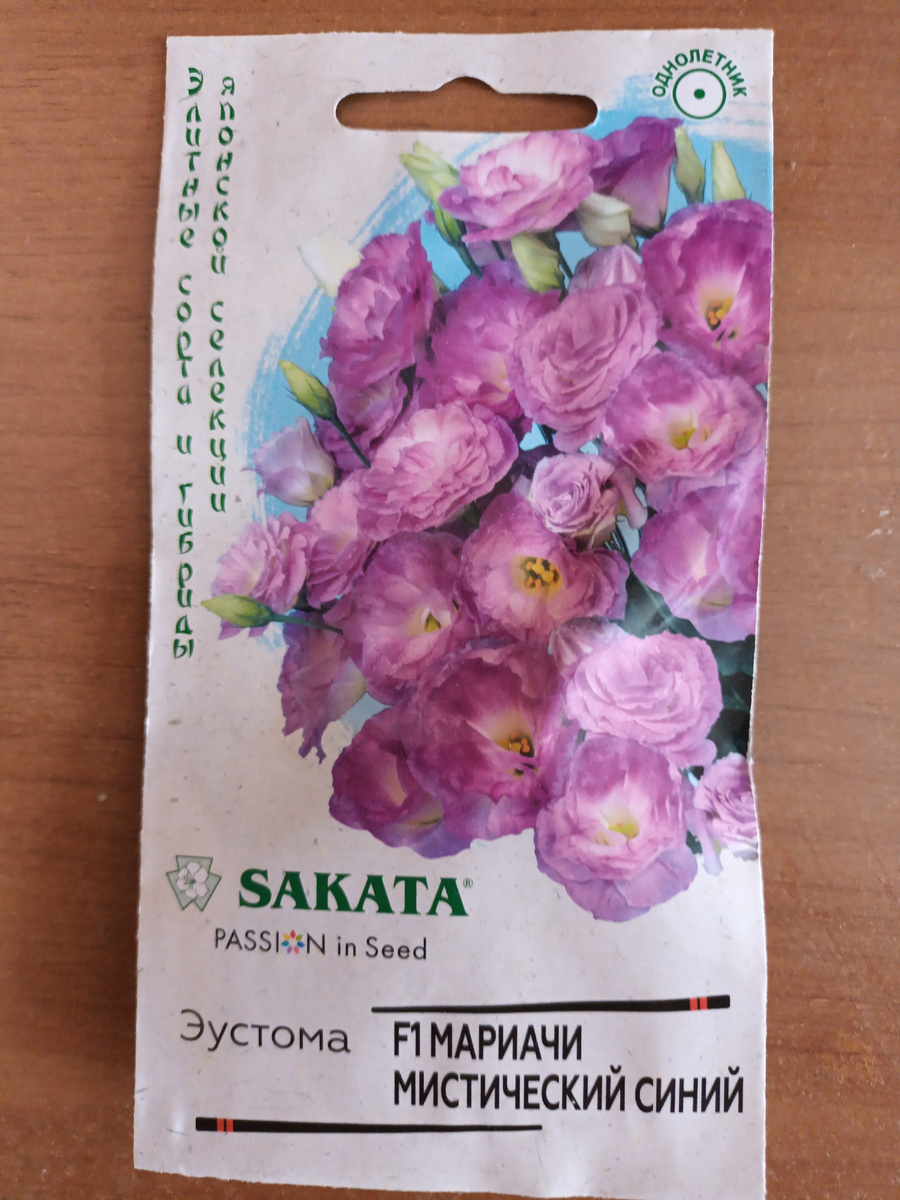 ОДНОЛЕТНИК
Элитные сорта и гибриды
японской селекции
SAKATA®
PASSION in Seed
Эустома
F1 МАРИАЧИ
МИСТИЧЕСКИЙ СИНИЙ